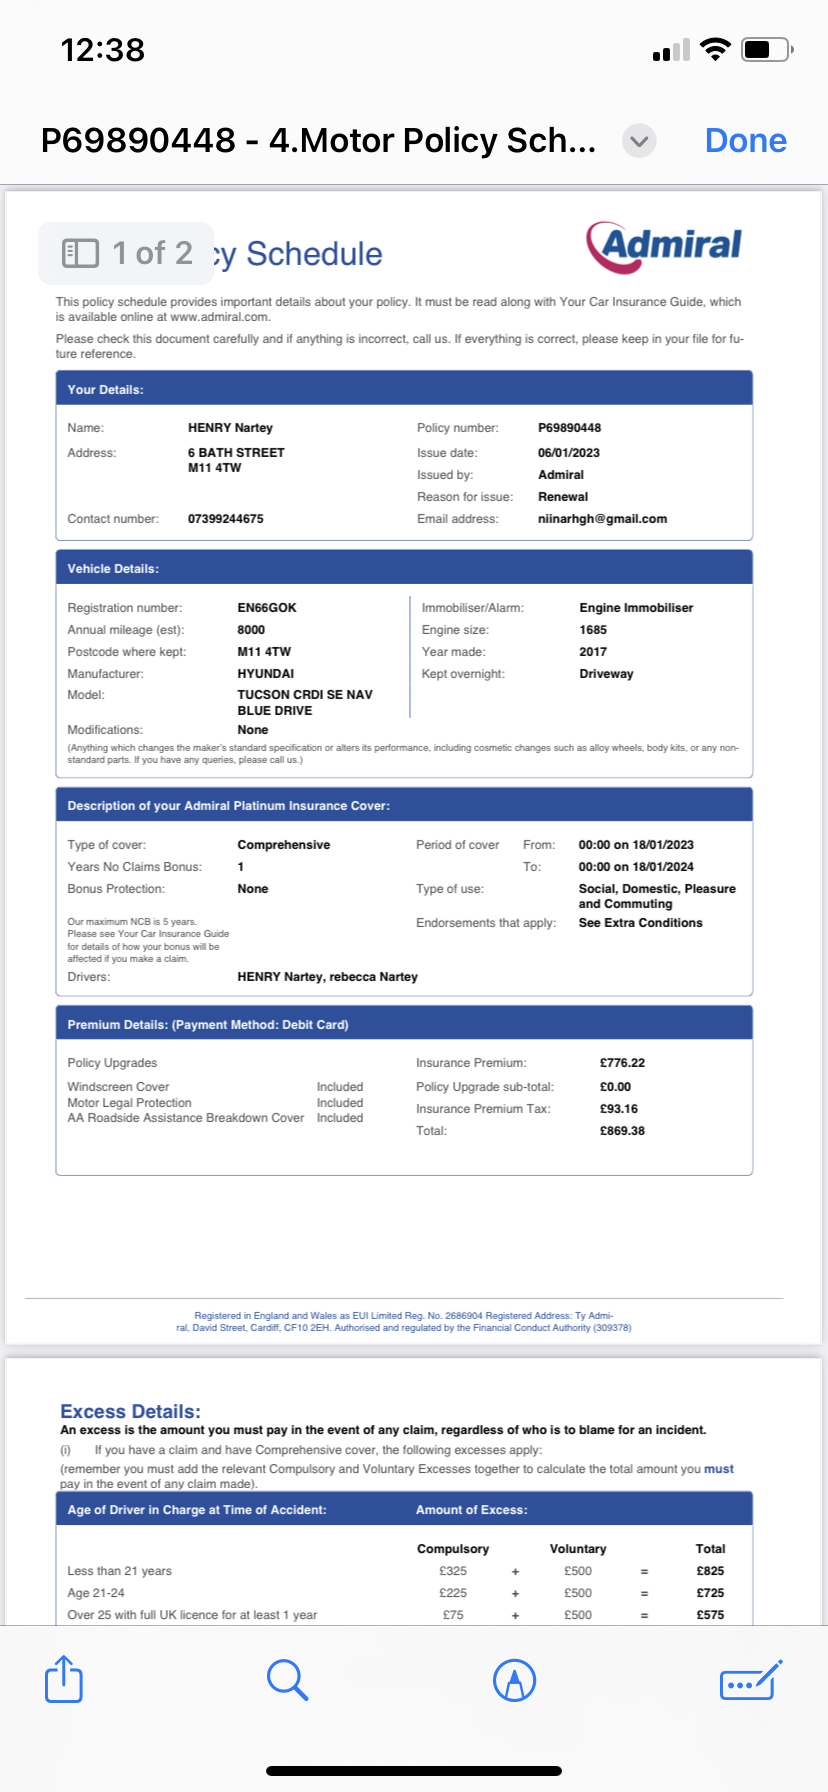 12:38
P69890448 - 4.Motor Policy Sch...
Done
1 of 2
cy Schedule
Admiral
This policy schedule provides important details about your policy. It must be read along with Your Car Insurance Guide, which
is available online at www.admiral.com.
Please check this document carefully and if anything is incorrect, call us. If everything is correct, please keep in your file for fu-
ture reference.
Your Details:
Name: HENRY Nartey Policy number: P69890448
Address: 6 BATH STREET Issue date: 06/01/2023
M11 4TW
Issued by: Admiral
Reason for issue: Renewal
Contact number: 07399244675 Email address: niinarhgh@gmail.com
Vehicle Details:
Registration number: EN66GOK Immobiliser/Alarm: Engine Immobiliser
Annual mileage (est): 8000 Engine size: 1685
Postcode where kept: M11 4TW Year made: 2017
Manufacturer: HYUNDAI Kept overnight: Driveway
Model: TUCSON CRDI SE NAV
BLUE DRIVE
Modifications: None
(Anything which changes the maker's standard specification or alters its performance, including cosmetic changes such as alloy wheels, body kits, or any non-
standard parts. If you have any queries, please call us.)
Description of your Admiral Platinum Insurance Cover:
Type of cover: Comprehensive Period of cover From: 00:00 on 18/01/2023
Years No Claims Bonus: 1 To: 00:00 on 18/01/2024
Bonus Protection: None Type of use: Social, Domestic, Pleasure
and Commuting
Our maximum NCB is 5 years. Endorsements that apply: See Extra Conditions
Please see Your Car Insurance Guide
for details of how your bonus will be
affected if you make a claim.
Drivers: HENRY Nartey, rebecca Nartey
Premium Details: (Payment Method: Debit Card)
Policy Upgrades Insurance Premium: £776.22
Windscreen Cover Included Policy Upgrade sub-total: £0.00
Motor Legal Protection Included Insurance Premium Tax: £93.16
AA Roadside Assistance Breakdown Cover Included
Total: £869.38
Registered in England and Wales as EUI Limited Reg. No. 2686904 Registered Address: Ty Admi-
ral, David Street, Cardiff, CF10 2EH. Authorised and regulated by the Financial Conduct Authority (309378)
Excess Details:
An excess is the amount you must pay in the event of any claim, regardless of who is to blame for an incident.
(i) If you have a claim and have Comprehensive cover, the following excesses apply:
(remember you must add the relevant Compulsory and Voluntary Excesses together to calculate the total amount you must
pay in the event of any claim made).
Age of Driver in Charge at Time of Accident: Amount of Excess:
Compulsory Voluntary Total
Less than 21 years £325 + £500 = £825
Age 21-24 £225 + £500 = £725
Over 25 with full UK licence for at least 1 year £75 + £500 = £575